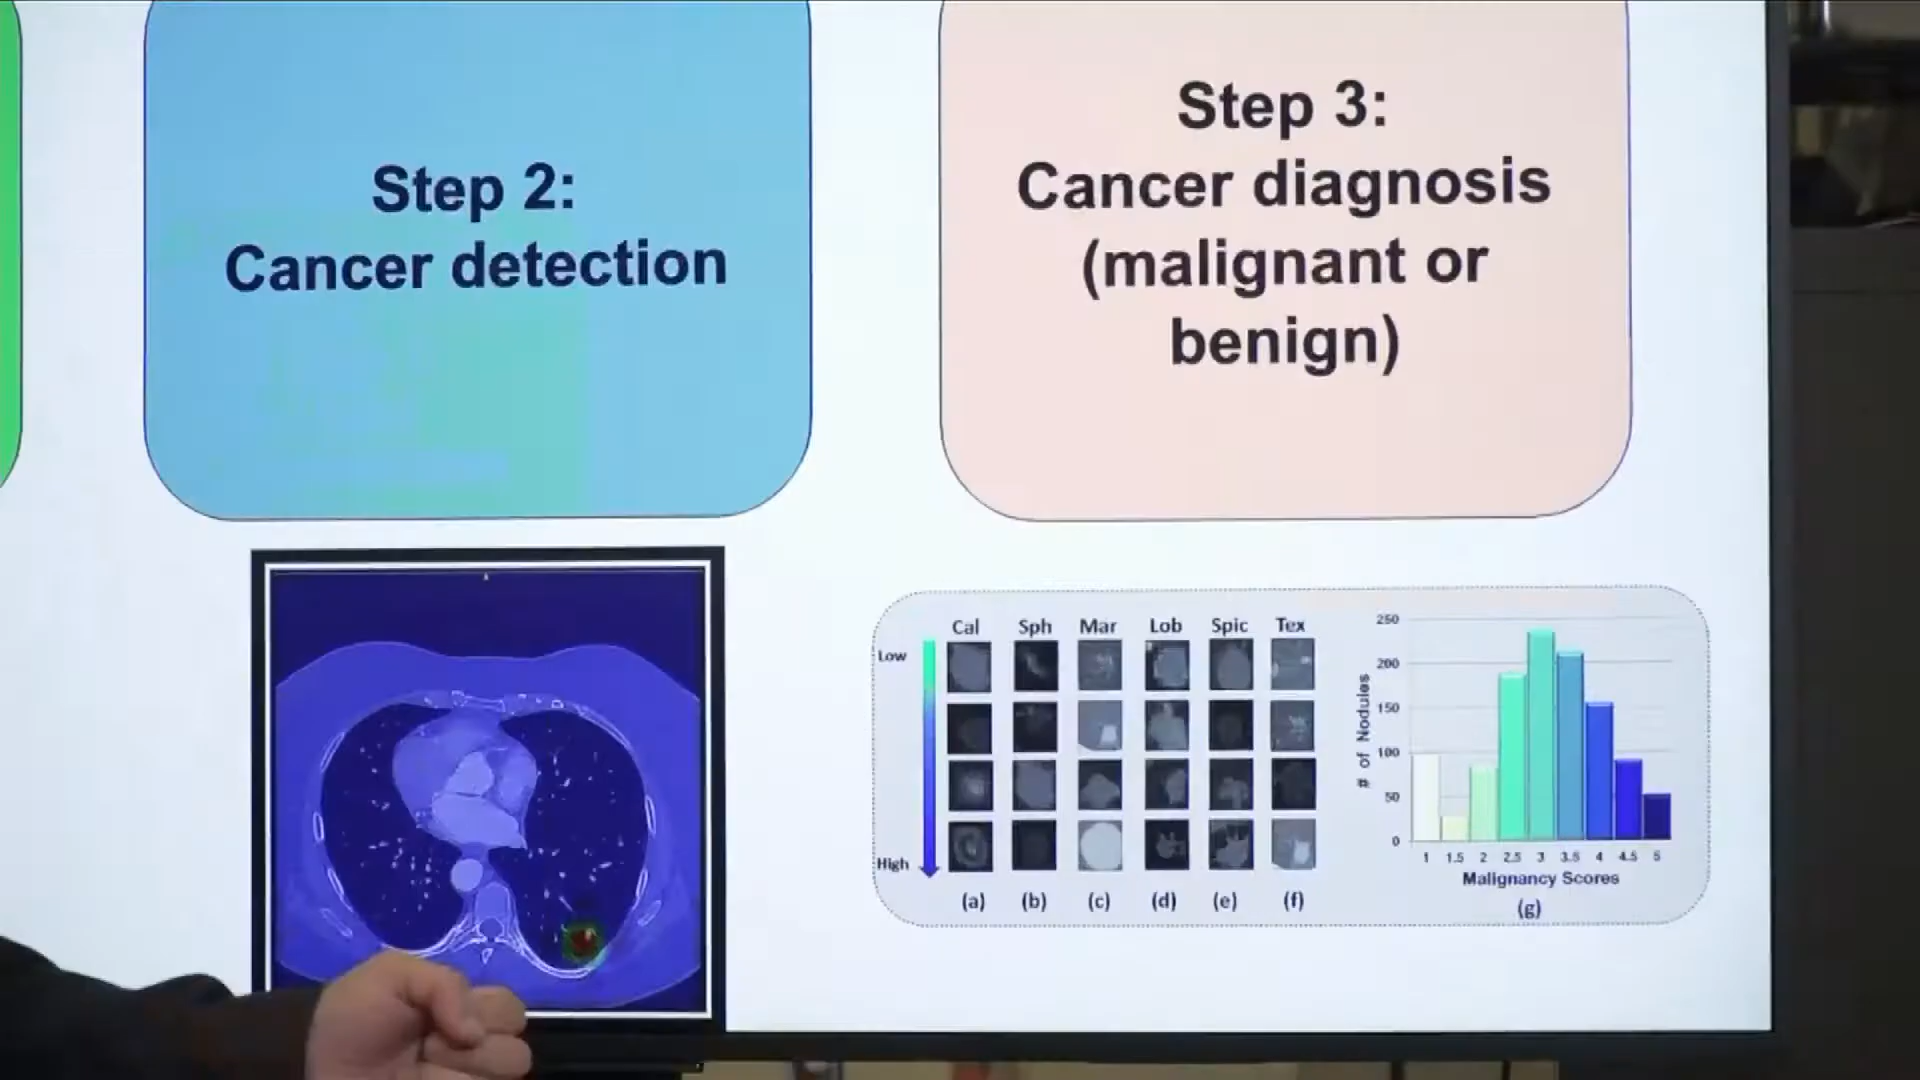 Step 2:
Cancer detection
Step 3:
Cancer diagnosis
(malignant or
benign)
Cal Sph Mar Lob Spic Tex
Low
High
(a) (b) (c) (d) (e) (f)
250
200
150
100
50
0
# of Nodules
1 1.5 2 2.5 3 3.5 4 4.5 5
Malignancy Scores
(g)